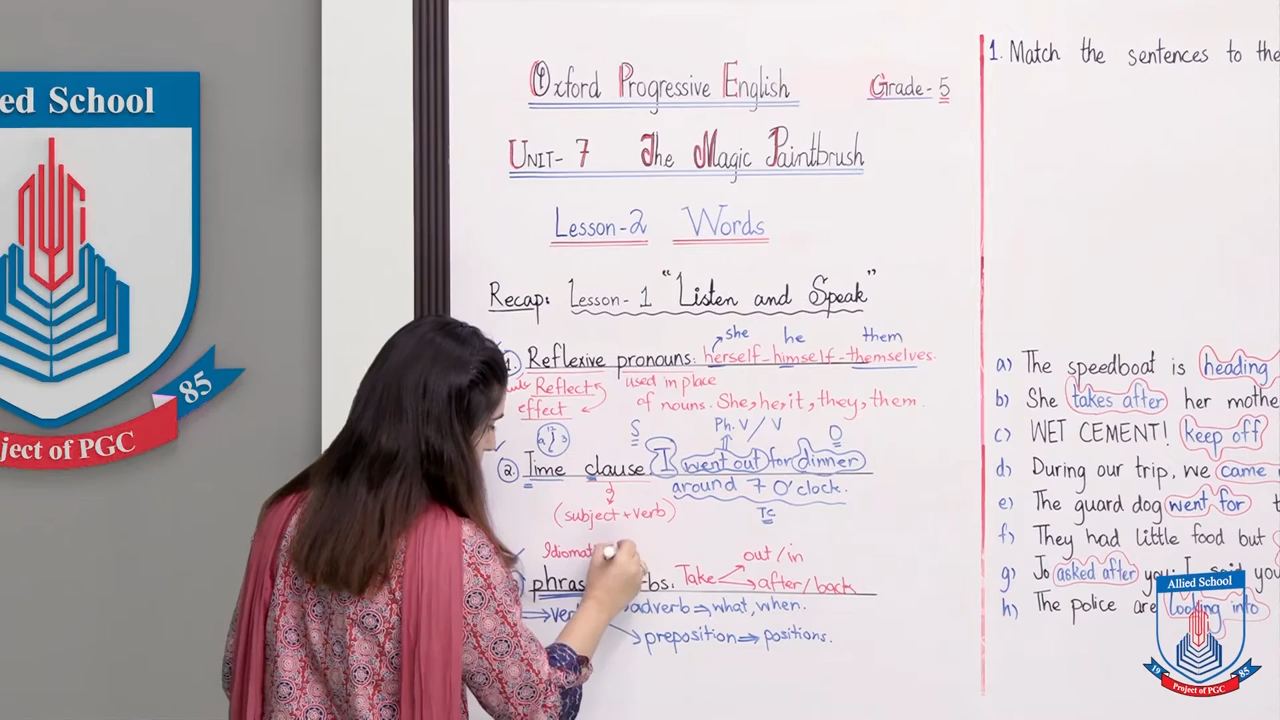 Allied School
Project of PGC
85
Oxford Progressive English
Grade-5
UNIT-7 The Magic Paintbrush
Lesson-2 Words
Recap: Lesson-1 "Listen and Speak"
she he them
1. Reflexive pronouns: herself-himself-themselves.
Reflect used in place
effect of nouns. She, he, it, they, them.
S Ph.V/V O
2. Time clause I went out for dinner
around 7 O'clock.
(subject+verb) TC
out/in
Take after/back
adverb ⇒ what, when.
preposition ⇒ positions.
1. Match the sentences to the
a) The speedboat is heading
b) She takes after her mothe
c) WET CEMENT! keep off
d) During our trip, we came
e) The guard dog went for t
f) They had little food but
g) Jo asked after you. I said you
h) The police are looking into
Allied School
19 85
Project of PGC